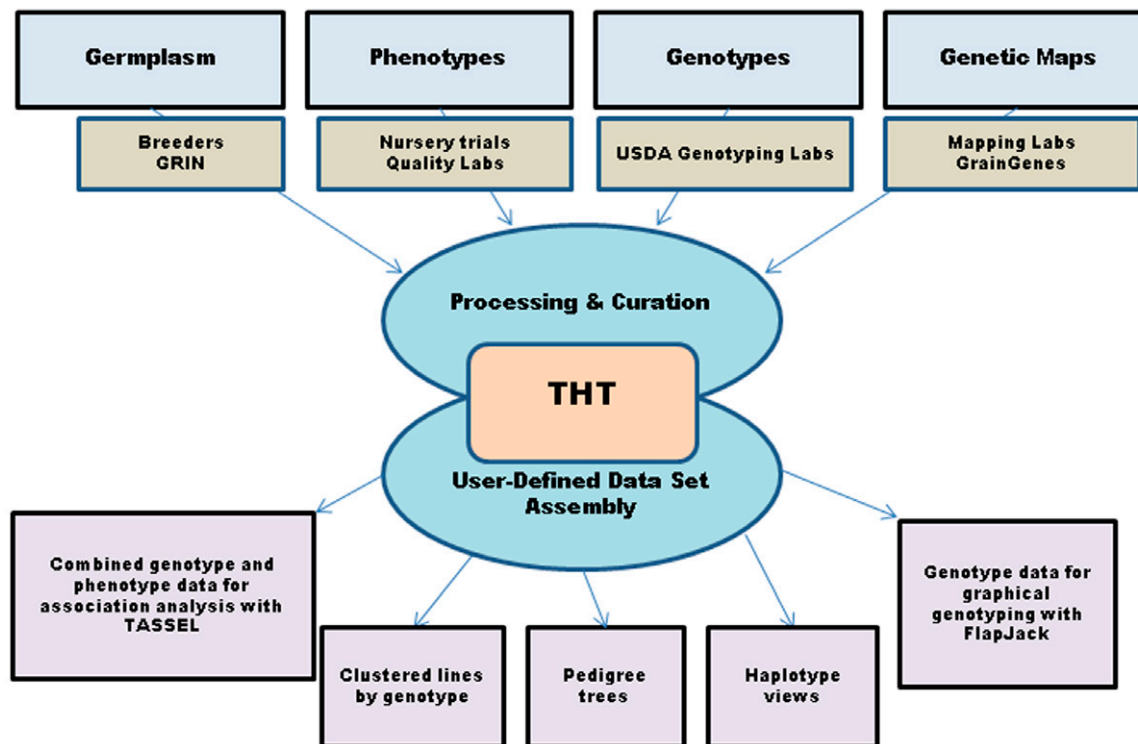 Germplasm
Phenotypes
Genotypes
Genetic Maps
Breeders
GRIN
Nursery trials
Quality Labs
USDA Genotyping Labs
Mapping Labs
GrainGenes
Processing & Curation
THT
User-Defined Data Set
Assembly
Combined genotype and
phenotype data for
association analysis with
TASSEL
Clustered lines
by genotype
Pedigree
trees
Haplotype
views
Genotype data for
graphical
genotyping with
FlapJack